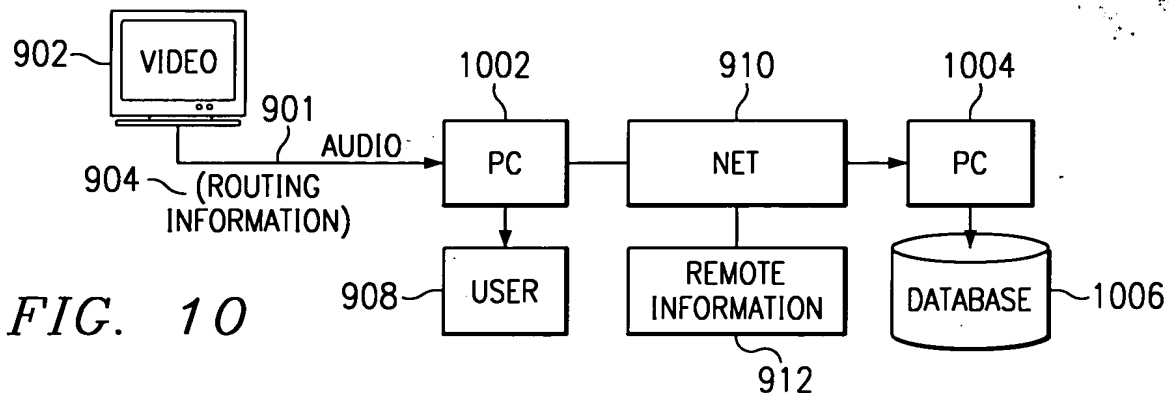 902
VIDEO
901
AUDIO
904
(ROUTING
INFORMATION)
1002
PC
910
NET
1004
PC
908
USER
REMOTE
INFORMATION
912
DATABASE
1006
FIG. 10